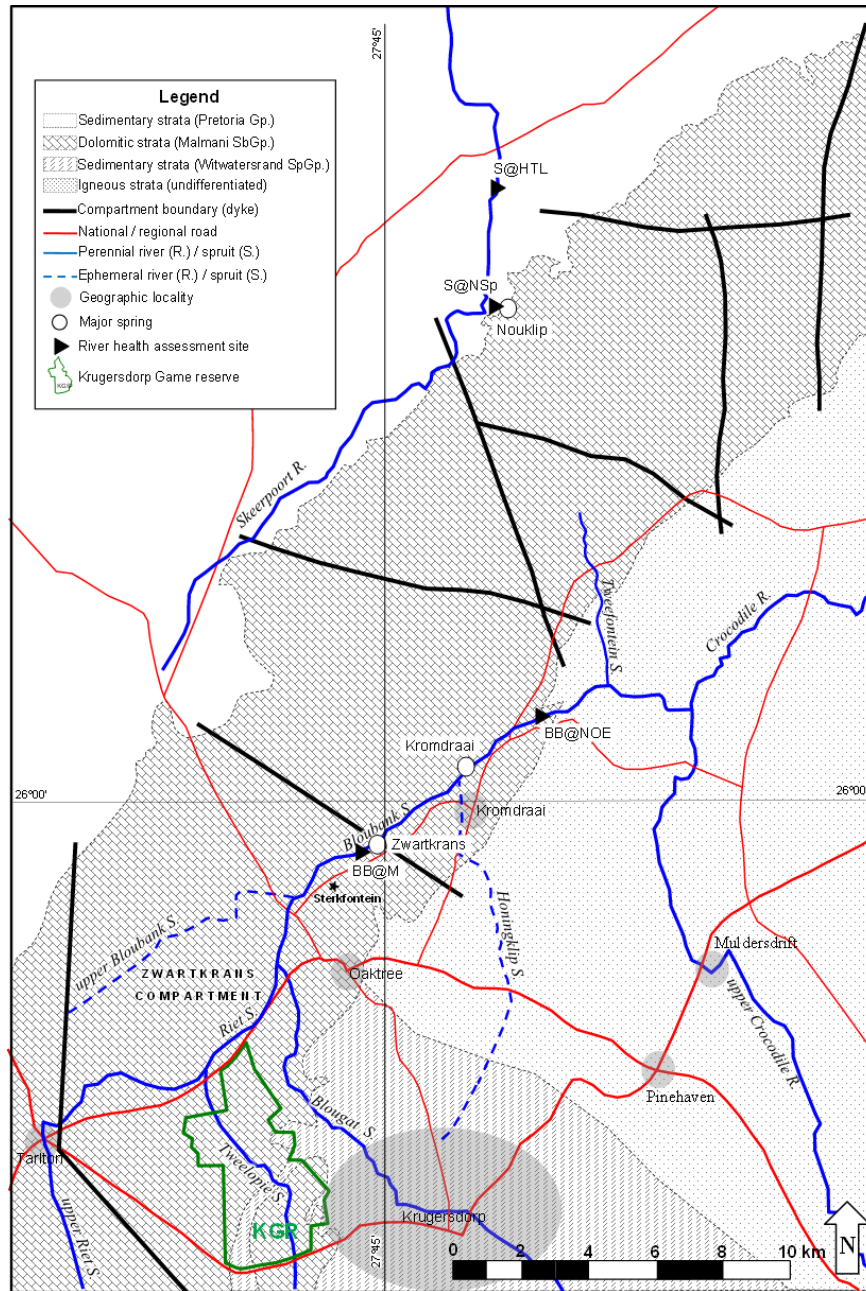 27°45'
Legend
Sedimentary strata (Pretoria Gp.)
Dolomitic strata (Malmani SbGp.)
Sedimentary strata (Witwatersrand SpGp.)
Igneous strata (undifferentiated)
Compartment boundary (dyke)
National / regional road
Perennial river (R.) / spruit (S.)
Ephemeral river (R.) / spruit (S.)
Geographic locality
Major spring
River health assessment site
KGR
Krugersdorp Game reserve
S@HTL
S@NSp
Nouklip
Skeerpoort R.
Tweefontein S.
Crocodile R.
BB@NOE
Kromdraai
26°00'
26°00'
Kromdraai
Bloubank S.
Zwartkrans
BB@M
Sterkfontein
Honingklip S.
upper Bloubank S.
Muldersdrift
ZWARTKRANS
COMPARTMENT
Oaktree
Riet S.
upper Crocodile R.
Pinehaven
Blougat S.
Tarlton
Tweelopie S
upper Riet S
KGR
Krugersdorp
27°45'
N
0 2 4 6 8 10 km